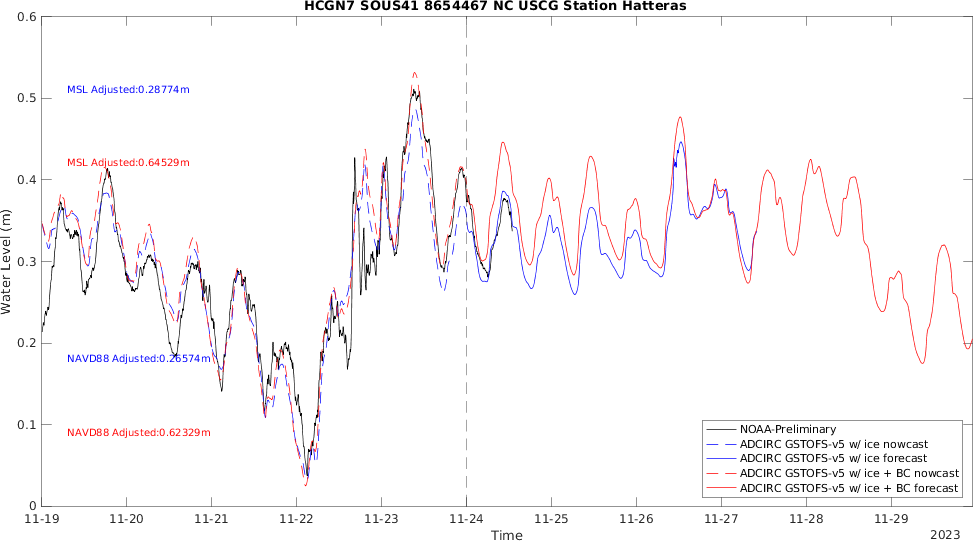 HCGN7 SOUS41 8654467 NC USCG Station Hatteras
0.6
0.5
0.4
0.3
0.2
0.1
0
Water Level (m)
MSL Adjusted:0.28774m
MSL Adjusted:0.64529m
NAVD88 Adjusted:0.26574m
NAVD88 Adjusted:0.62329m
NOAA-Preliminary
ADCIRC GSTOFS-v5 w/ ice nowcast
ADCIRC GSTOFS-v5 w/ ice forecast
ADCIRC GSTOFS-v5 w/ ice + BC nowcast
ADCIRC GSTOFS-v5 w/ ice + BC forecast
11-19 11-20 11-21 11-22 11-23 11-24 11-25 11-26 11-27 11-28 11-29
Time
2023